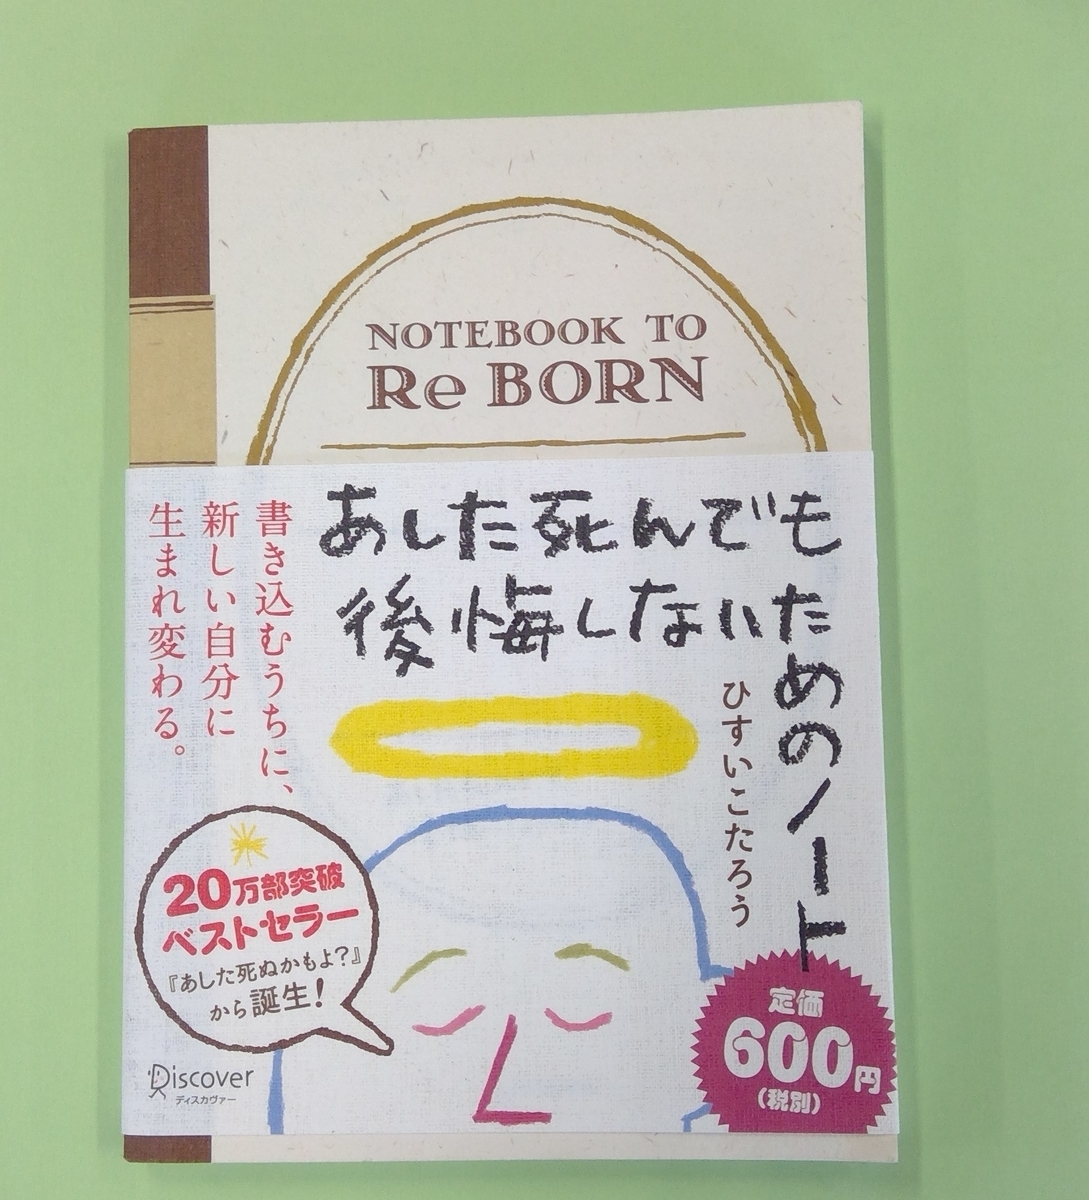 NOTEBOOK TO
Re BORN
あした死んでも
後悔しない
ためのノート
ひすいこたろう
書き込むうちに、
新しい自分に
生まれ変わる。
20万部突破
ベストセラー
『あした死ぬかもよ?』
から誕生!
Discover
ディスカヴァー
定価
600円
(税別)